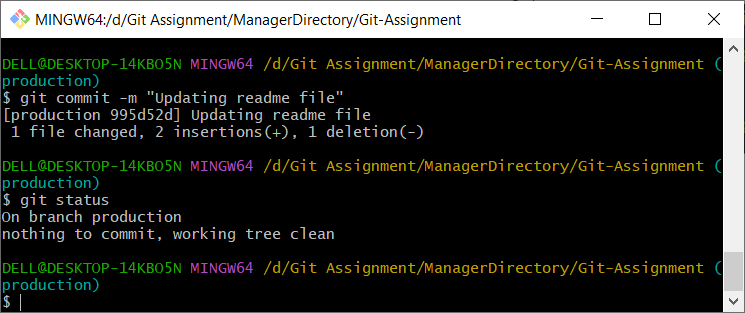 MINGW64:/d/Git Assignment/ManagerDirectory/Git-Assignment
DELL@DESKTOP-14KBO5N MINGW64 /d/Git Assignment/ManagerDirectory/Git-Assignment (
production)
$ git commit -m "Updating readme file"
[production 995d52d] Updating readme file
 1 file changed, 2 insertions(+), 1 deletion(-)
DELL@DESKTOP-14KBO5N MINGW64 /d/Git Assignment/ManagerDirectory/Git-Assignment (
production)
$ git status
On branch production
nothing to commit, working tree clean
DELL@DESKTOP-14KBO5N MINGW64 /d/Git Assignment/ManagerDirectory/Git-Assignment (
production)
$